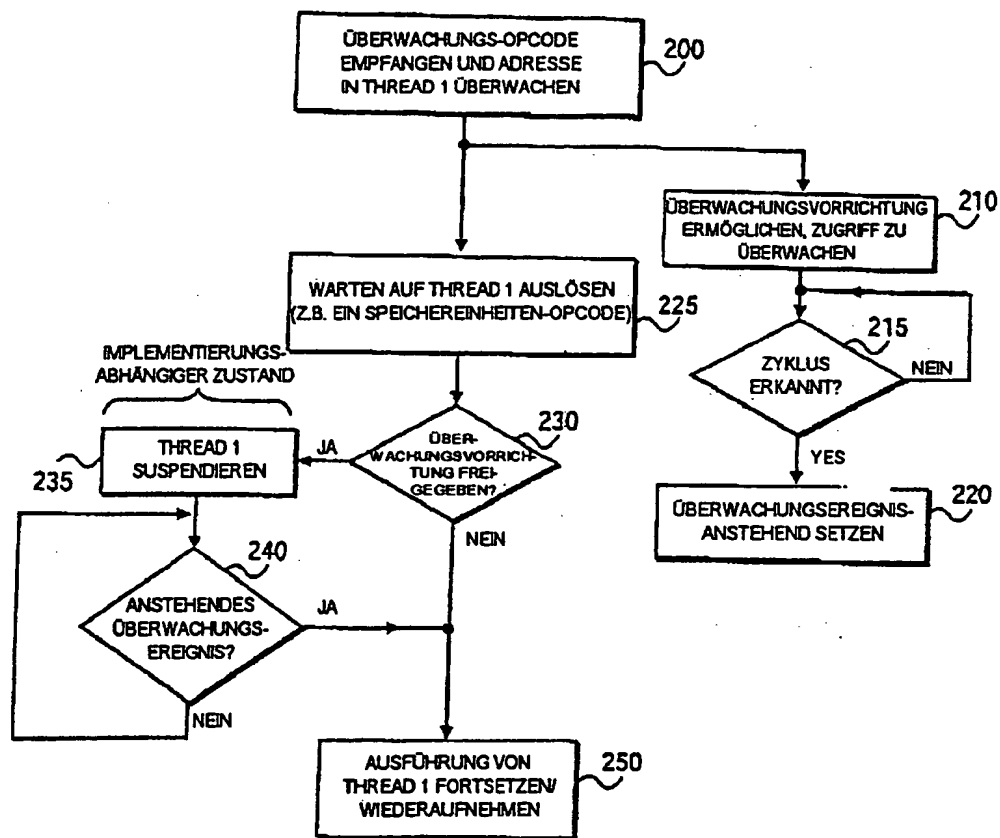 ÜBERWACHUNGS-OPCODE
EMPFANGEN UND ADRESSE
IN THREAD 1 ÜBERWACHEN
200
ÜBERWACHUNGSVORRICHTUNG
ERMÖGLICHEN, ZUGRIFF ZU
ÜBERWACHEN
210
WARTEN AUF THREAD 1 AUSLÖSEN
(Z.B. EIN SPEICHEREINHEITEN-OPCODE)
225
ZYKLUS
ERKANNT?
215
NEIN
YES
ÜBERWACHUNGSEREIGNIS-
ANSTEHEND SETZEN
220
IMPLEMENTIERUNGS-
ABHÄNGIGER ZUSTAND
ÜBER-
WACHUNGSVORRICH-
TUNG FREI-
GEGEBEN?
230
JA
NEIN
THREAD 1
SUSPENDIEREN
235
ANSTEHENDES
ÜBERWACHUNGS-
EREIGNIS?
240
JA
NEIN
AUSFÜHRUNG VON
THREAD 1 FORTSETZEN/
WIEDERAUFNEHMEN
250